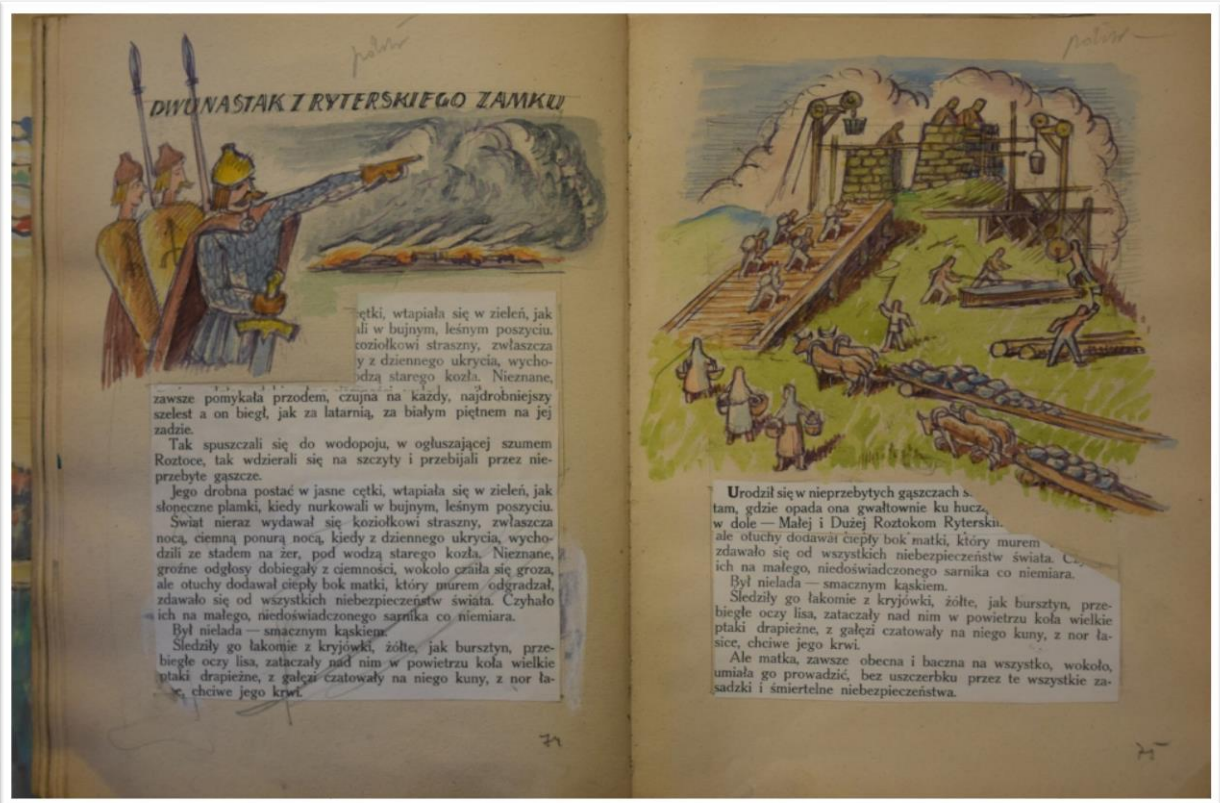 DWUNASTAK Z RYTERSKIEGO ZAMKU
cętki, wtapiała się w zieleń, jak
ali w bujnym, leśnym poszyciu.
koziołkowi straszny, zwłaszcza
y z dziennego ukrycia, wycho-
odzą starego kozła. Nieznane,
zawsze pomykała przodem, czujna na każdy, najdrobniejszy
szelest a on biegł, jak za latarnią, za białym piętnem na jej
zadzie.
Tak spuszczali się do wodopoju, w ogłuszającej szumem
Roztoce, tak wdzierali się na szczyty i przebijali przez nie-
przebyte gąszcze.
Jego drobna postać w jasne cętki, wtapiała się w zieleń, jak
słoneczne plamki, kiedy nurkowali w bujnym, leśnym poszyciu.
Świat nieraz wydawał się koziołkowi straszny, zwłaszcza
nocą, ciemną ponurą nocą, kiedy z dziennego ukrycia, wycho-
dzili ze stadem na żer, pod wodzą starego kozła. Nieznane,
groźne odgłosy dobiegały z ciemności, wokoło czaiła się groza,
ale otuchy dodawał ciepły bok matki, który murem odgradzał,
zdawało się od wszystkich niebezpieczeństw świata. Czyhało
ich na małego, niedoświadczonego sarnika co niemiara.
Był nielada — smacznym kąskiem.
Śledziły go łakomie z kryjówki, żółte, jak bursztyn, prze-
biegłe oczy lisa, zataczały nad nim w powietrzu koła wielkie
ptaki drapieżne, z gałęzi czatowały na niego kuny, z nor ła-
ce, chciwe jego krwi.
74
Urodził się w nieprzebytych gąszczach s
tam, gdzie opada ona gwałtownie ku hucz
w dole — Małej i Dużej Roztokom Ryterskim
ale otuchy dodawał ciepły bok matki, który murem
zdawało się od wszystkich niebezpieczeństw świata. Czy
ich na małego, niedoświadczonego sarnika co niemiara.
Był nielada — smacznym kąskiem.
Śledziły go łakomie z kryjówki, żółte, jak bursztyn, prze-
biegłe oczy lisa, zataczały nad nim w powietrzu koła wielkie
ptaki drapieżne, z gałęzi czatowały na niego kuny, z nor ła-
sice, chciwe jego krwi.
Ale matka, zawsze obecna i baczna na wszystko, wokoło,
umiała go prowadzić, bez uszczerbku przez te wszystkie za-
sadzki i śmiertelne niebezpieczeństwa.
75